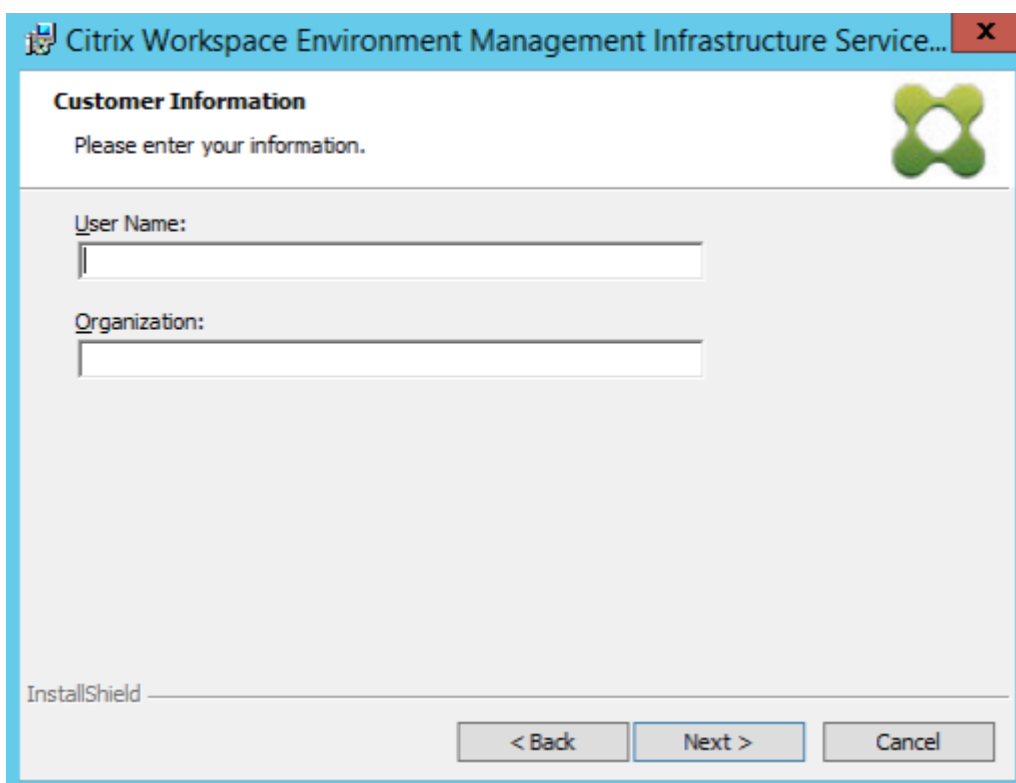 Citrix Workspace Environment Management Infrastructure Service...
x
Customer Information
Please enter your information.
User Name:
Organization:
InstallShield
< Back Next > Cancel